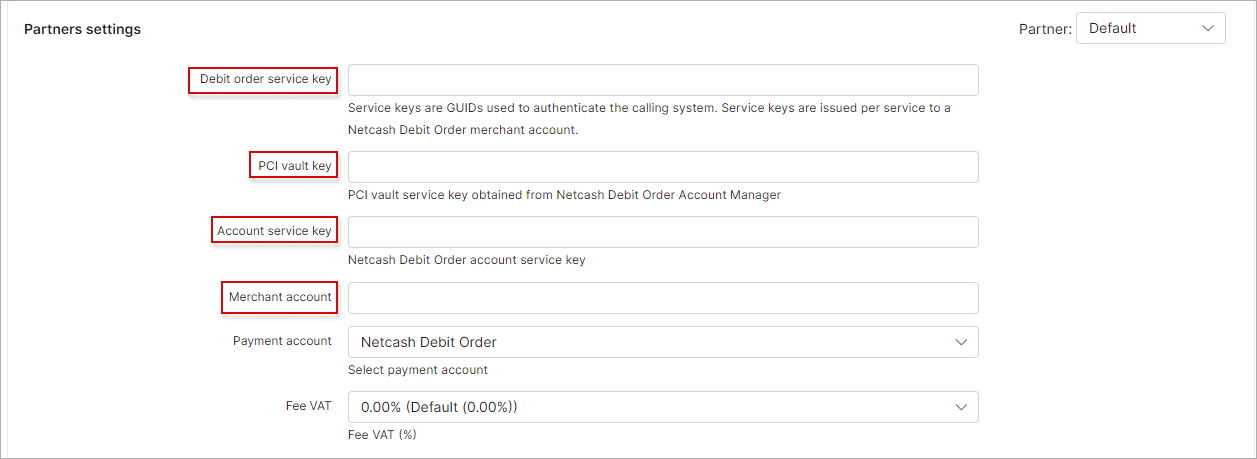 Partners settings
Partner: Default
Debit order service key
Service keys are GUIDs used to authenticate the calling system. Service keys are issued per service to a
Netcash Debit Order merchant account.
PCI vault key
PCI vault service key obtained from Netcash Debit Order Account Manager
Account service key
Netcash Debit Order account service key
Merchant account
Payment account Netcash Debit Order
Select payment account
Fee VAT 0.00% (Default (0.00%))
Fee VAT (%)